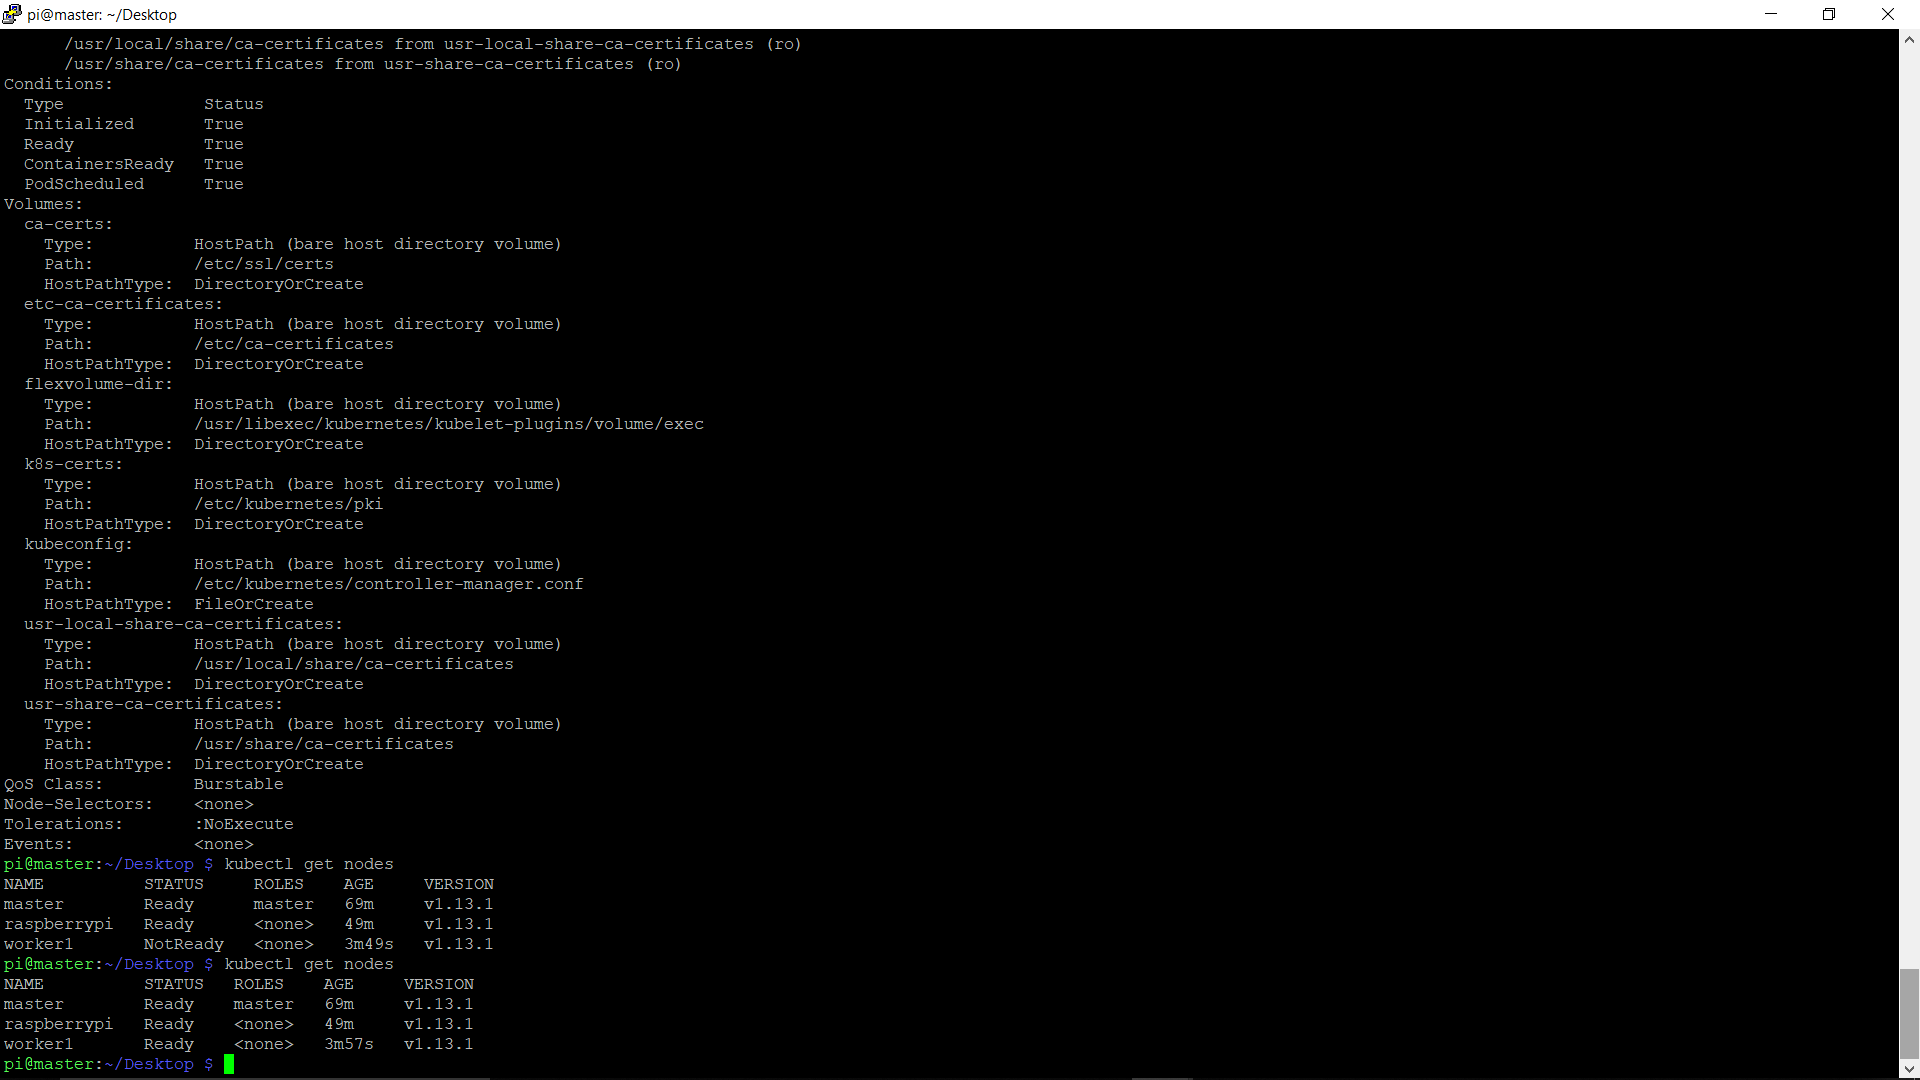 pi@master: ~/Desktop
/usr/local/share/ca-certificates from usr-local-share-ca-certificates (ro)
/usr/share/ca-certificates from usr-share-ca-certificates (ro)
Conditions:
Type Status
Initialized True
Ready True
ContainersReady True
PodScheduled True
Volumes:
ca-certs:
Type: HostPath (bare host directory volume)
Path: /etc/ssl/certs
HostPathType: DirectoryOrCreate
etc-ca-certificates:
Type: HostPath (bare host directory volume)
Path: /etc/ca-certificates
HostPathType: DirectoryOrCreate
flexvolume-dir:
Type: HostPath (bare host directory volume)
Path: /usr/libexec/kubernetes/kubelet-plugins/volume/exec
HostPathType: DirectoryOrCreate
k8s-certs:
Type: HostPath (bare host directory volume)
Path: /etc/kubernetes/pki
HostPathType: DirectoryOrCreate
kubeconfig:
Type: HostPath (bare host directory volume)
Path: /etc/kubernetes/controller-manager.conf
HostPathType: FileOrCreate
usr-local-share-ca-certificates:
Type: HostPath (bare host directory volume)
Path: /usr/local/share/ca-certificates
HostPathType: DirectoryOrCreate
usr-share-ca-certificates:
Type: HostPath (bare host directory volume)
Path: /usr/share/ca-certificates
HostPathType: DirectoryOrCreate
QoS Class: Burstable
Node-Selectors: <none>
Tolerations: :NoExecute
Events: <none>
pi@master:~/Desktop $ kubectl get nodes
NAME STATUS ROLES AGE VERSION
master Ready master 69m v1.13.1
raspberrypi Ready <none> 49m v1.13.1
worker1 NotReady <none> 3m49s v1.13.1
pi@master:~/Desktop $ kubectl get nodes
NAME STATUS ROLES AGE VERSION
master Ready master 69m v1.13.1
raspberrypi Ready <none> 49m v1.13.1
worker1 Ready <none> 3m57s v1.13.1
pi@master:~/Desktop $